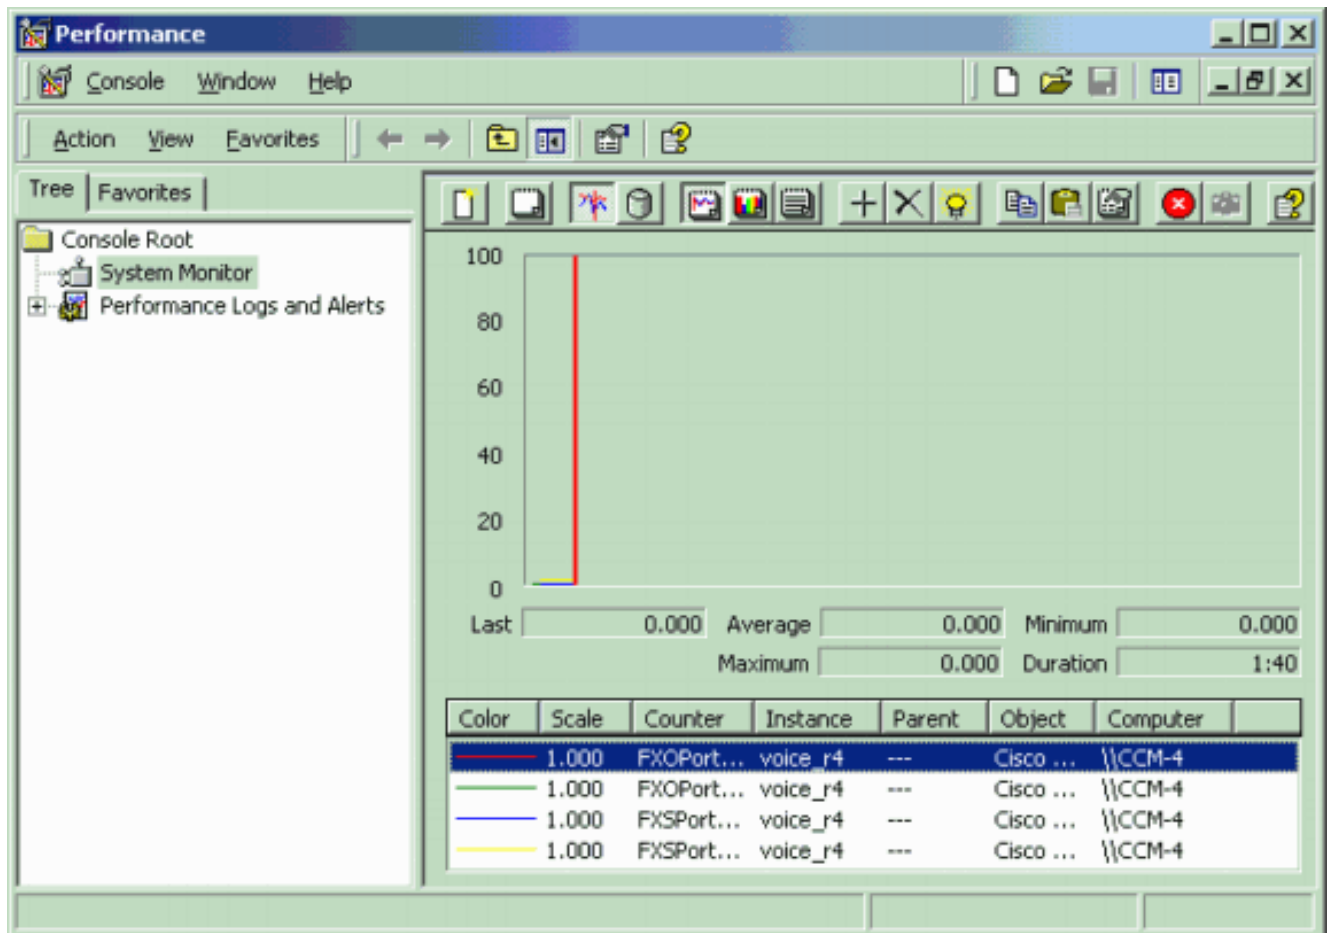 Performance
Console Window Help
Action View Favorites
Tree Favorites
Console Root
System Monitor
Performance Logs and Alerts
100
80
60
40
20
0
Last 0.000 Average 0.000 Minimum 0.000
Maximum 0.000 Duration 1:40
Color Scale Counter Instance Parent Object Computer
1.000 FXOPort... voice_r4 --- Cisco ... \\CCM-4
1.000 FXOPort... voice_r4 --- Cisco ... \\CCM-4
1.000 FXSPort... voice_r4 --- Cisco ... \\CCM-4
1.000 FXSPort... voice_r4 --- Cisco ... \\CCM-4